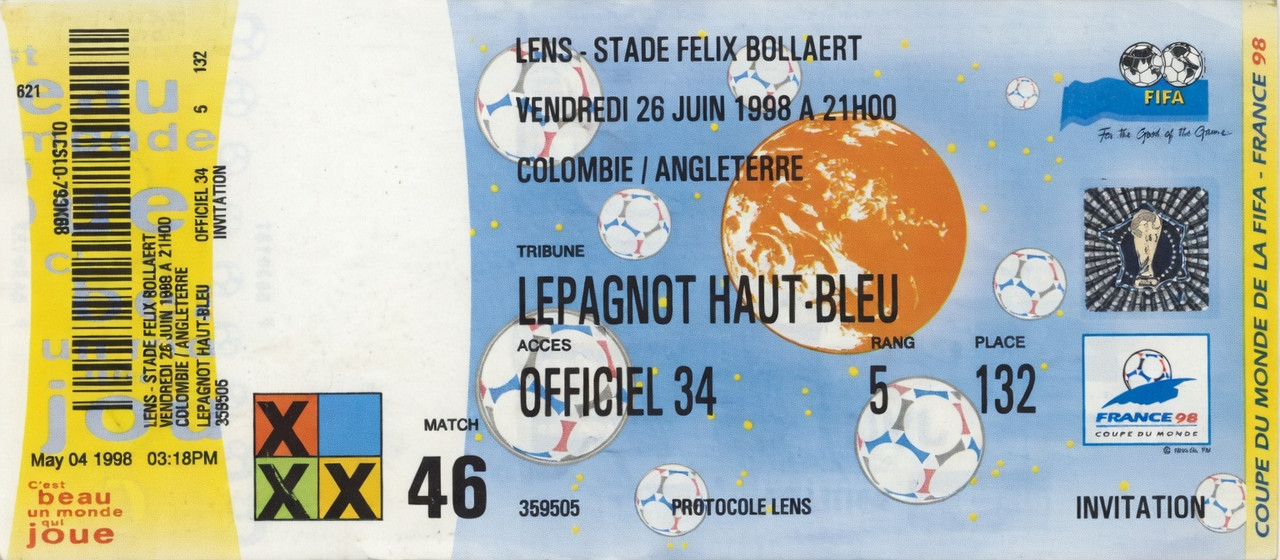 621
799N68-01S310
132
5
OFFICIEL 34
INVITATION
LENS - STADE FELIX BOLLAERT
VENDREDI 26 JUIN 1998 A 21H00
COLOMBIE / ANGLETERRE
LEPAGNOT HAUT-BLEU
359505
May 04 1998 03:18PM
C'est
beau
un monde
qui
joue
X
X X
MATCH
46
LENS - STADE FELIX BOLLAERT
VENDREDI 26 JUIN 1998 A 21H00
COLOMBIE / ANGLETERRE
TRIBUNE
LEPAGNOT HAUT-BLEU
ACCES RANG PLACE
OFFICIEL 34 5 132
359505 PROTOCOLE LENS INVITATION
FIFA
For the Good of the Game
FRANCE 98
COUPE DU MONDE
COUPE DU MONDE DE LA FIFA - FRANCE 98